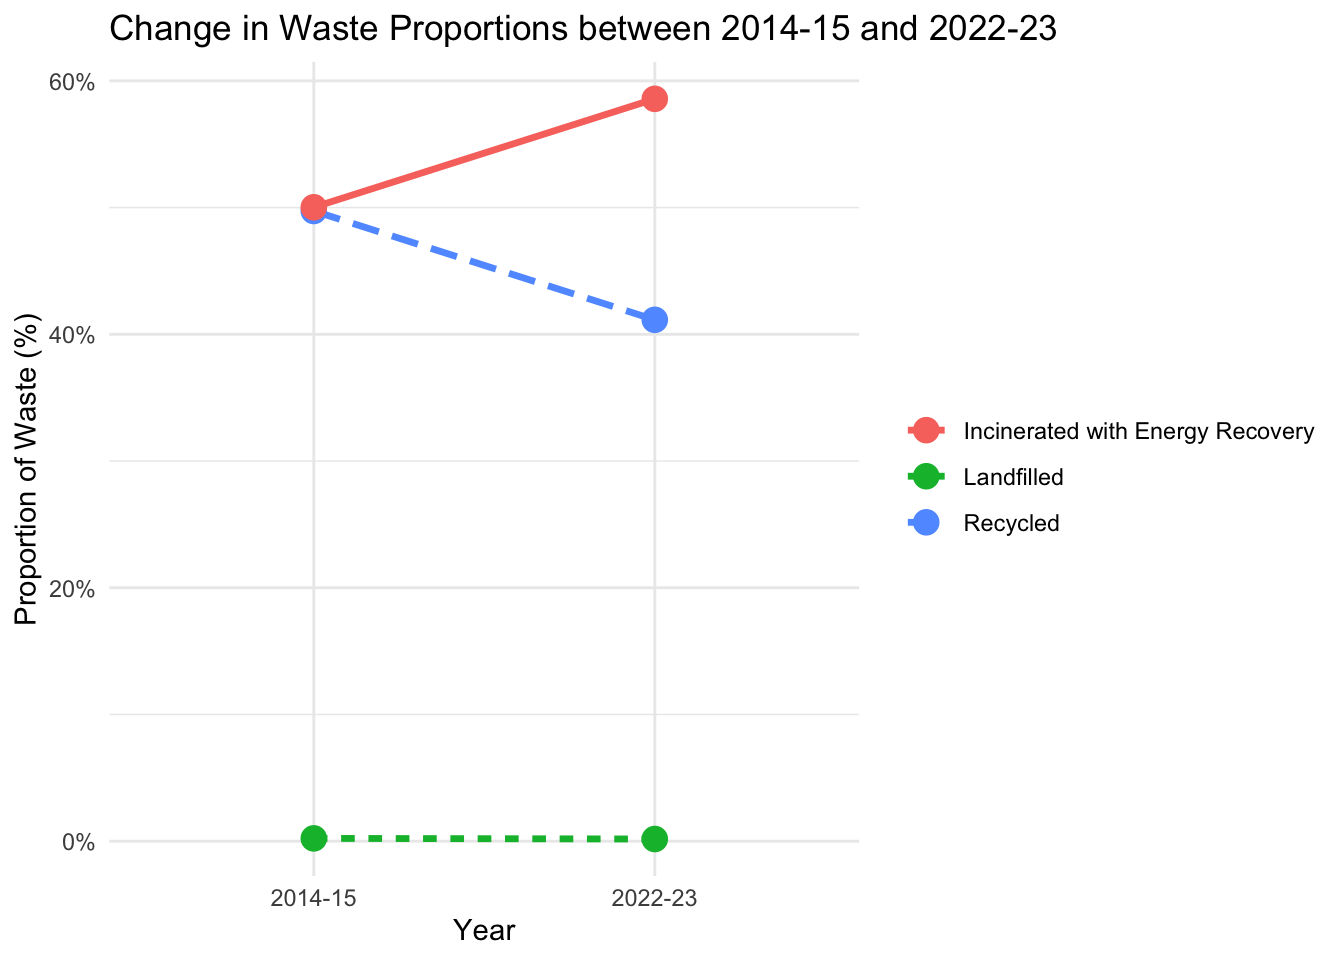 Change in Waste Proportions between 2014-15 and 2022-23
60%
40%
20%
0%
Proportion of Waste (%)
2014-15
2022-23
Year
Incinerated with Energy Recovery
Landfilled
Recycled